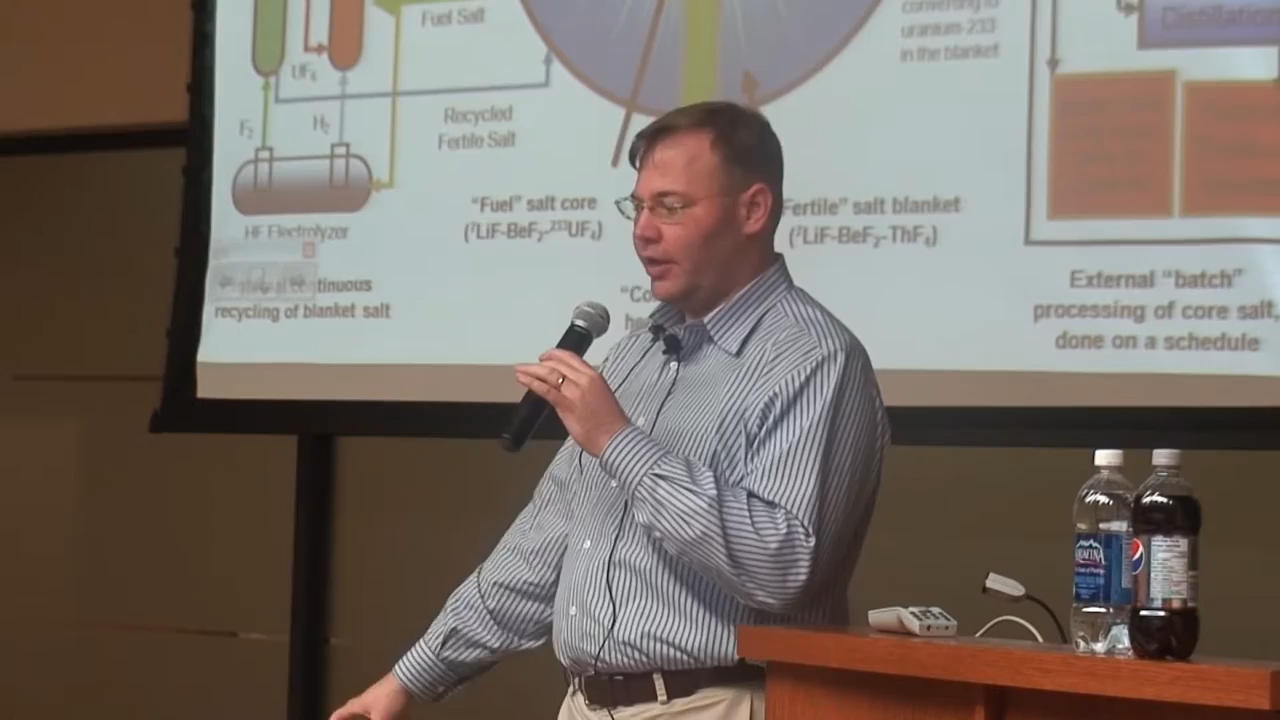 Fuel Salt
converting to
uranium-233
in the blanket
Distillation
UF₆
F₂
H₂
Recycled
Fertile Salt
HF Electrolyzer
"Fuel" salt core
(⁷LiF-BeF₂-²³³UF₄)
Fertile" salt blanket
(⁷LiF-BeF₂-ThF₄)
External "batch"
processing of core salt,
done on a schedule
recycling of blanket salt